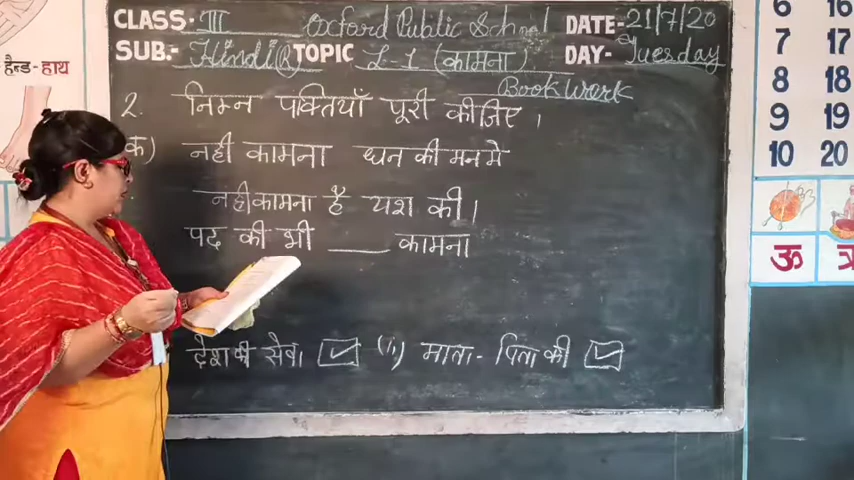 CLASS:- III Oxford Public School DATE- 21/7/20
SUB.- Hindi(R) TOPIC L-1 (कामना) DAY- Tuesday
Book Work
2. निम्न पंक्तियाँ पूरी कीजिए ।
क) नही कामना धन की मन मे
नही कामना है यश की ।
पद की भी ____ कामना
देश की सेवा ☑ (ii) माता - पिता की ☑
हैन्ड - हाथ
6 16
7 17
8 18
9 19
10 20
ऊ